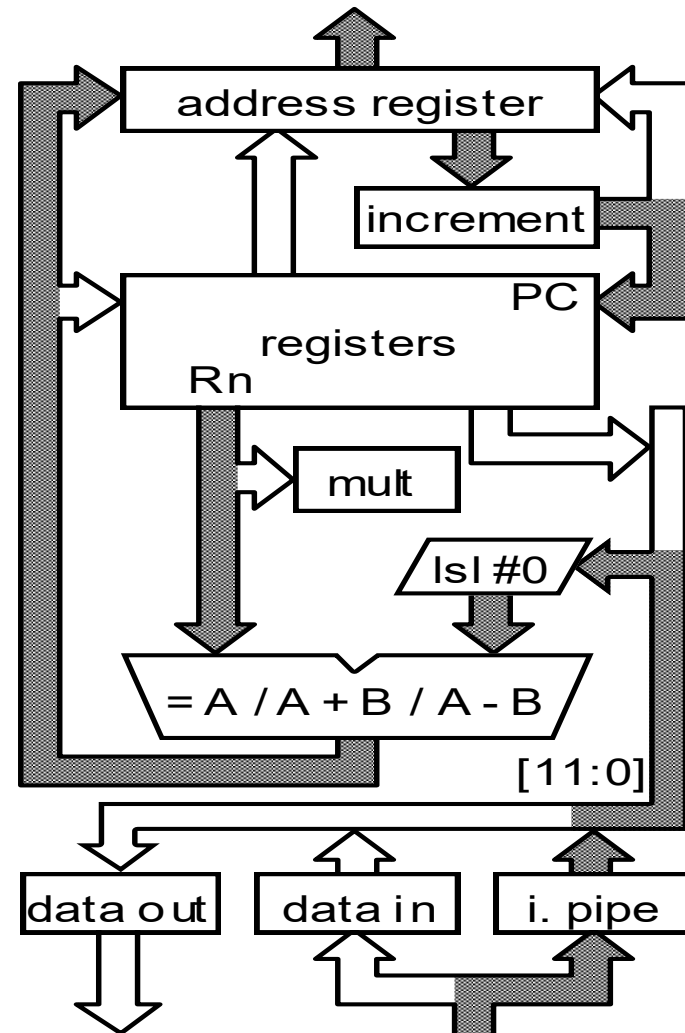 address register
increment
PC
registers
Rn
mult
lsl #0
= A / A + B / A - B
[11:0]
data out
data in
i. pipe